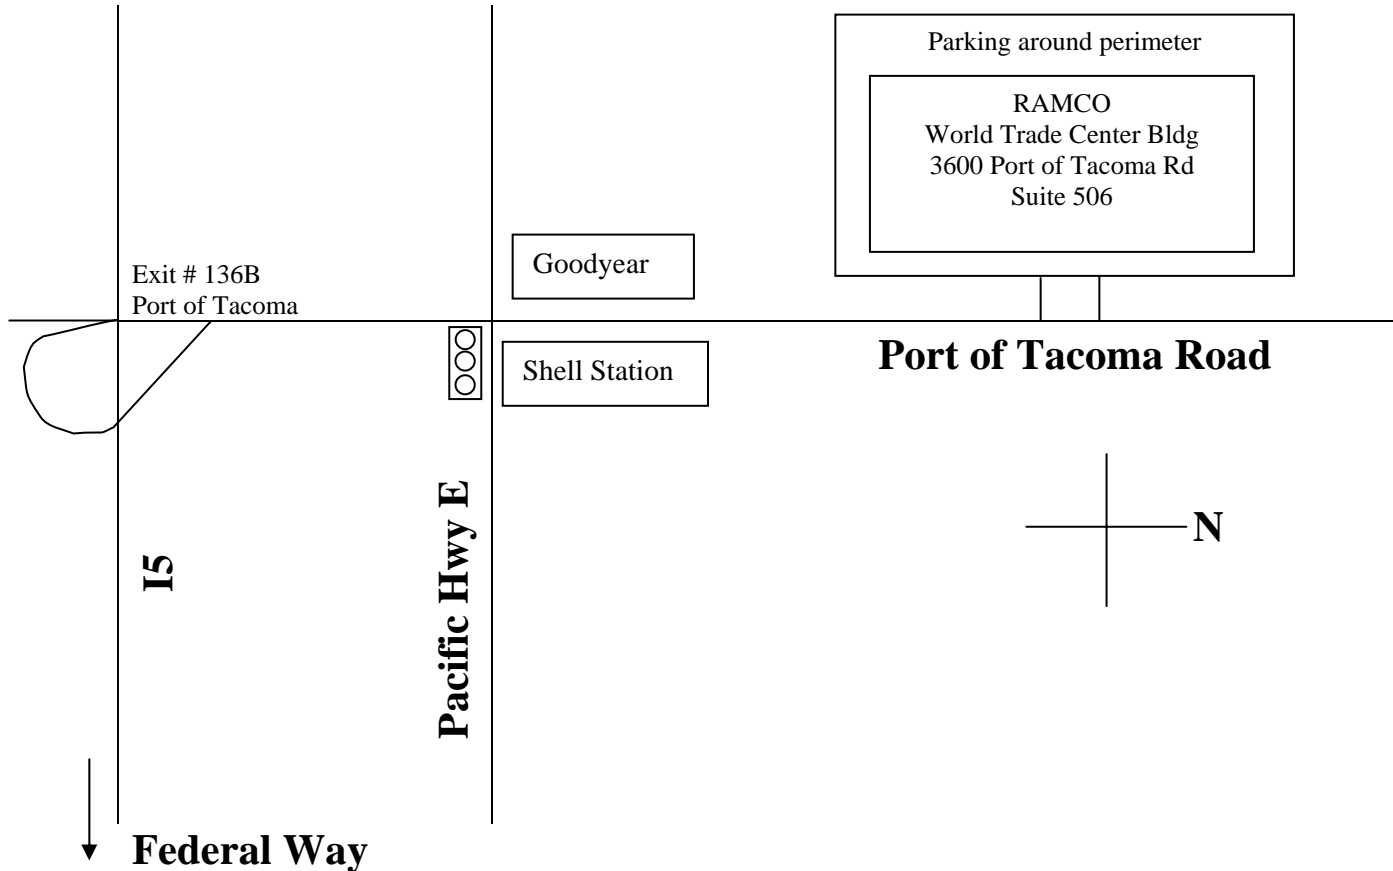 Parking around perimeter
RAMCO
World Trade Center Bldg
3600 Port of Tacoma Rd
Suite 506
Goodyear
Exit # 136B
Port of Tacoma
Shell Station
Port of Tacoma Road
I5
Pacific Hwy E
N
Federal Way